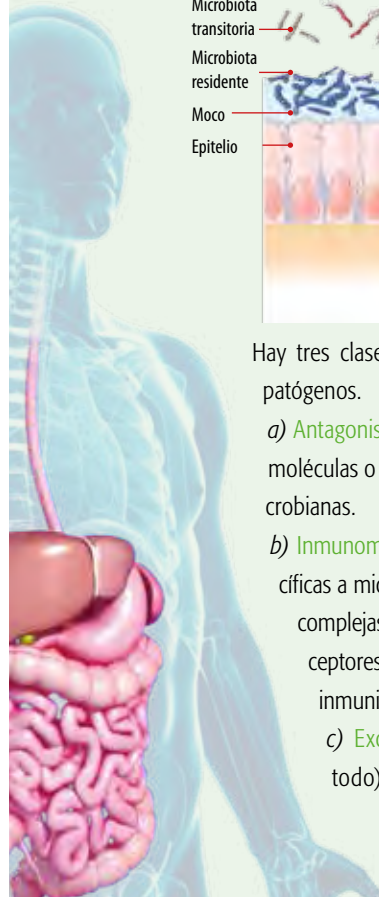 Microbiota
transitoria
Microbiota
residente
Moco
Epitelio
Hay tres clase
patógenos.
a) Antagonis
moléculas o
crobianas.
b) Inmunom
cíficas a mic
complejas
ceptores
inmuni
c) Exc
todo)